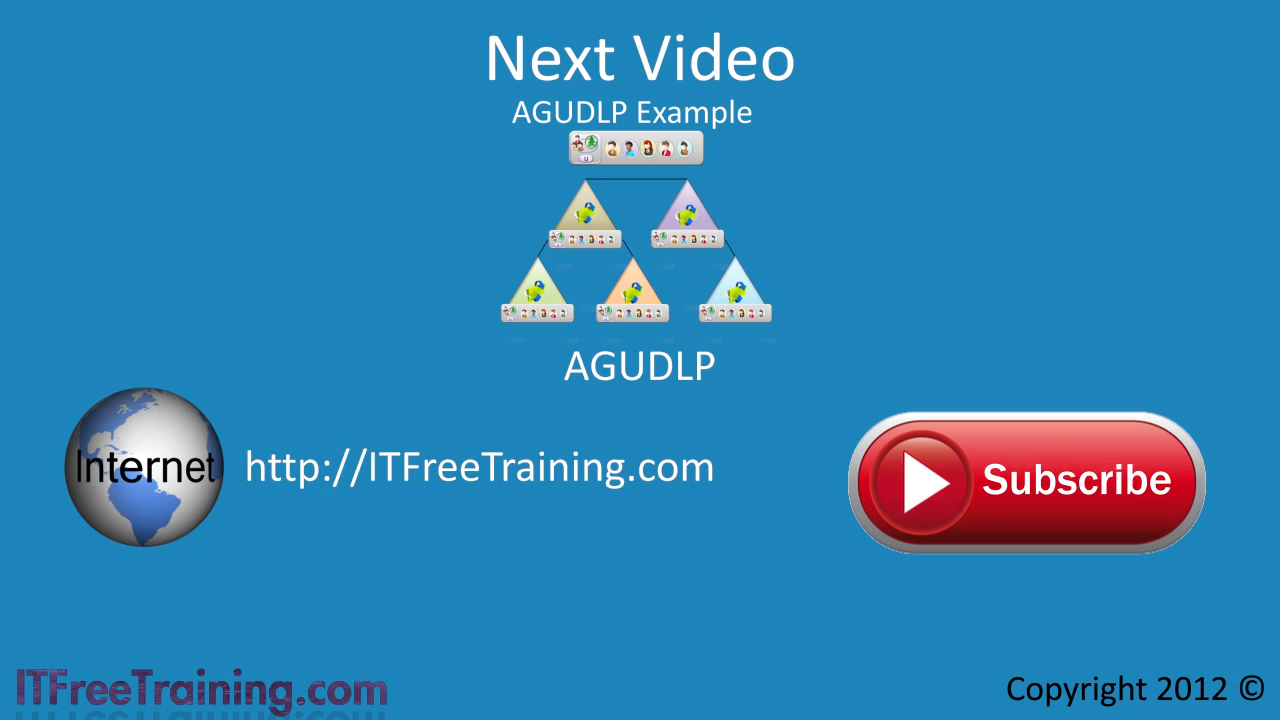 Next Video
AGUDLP Example
U
AGUDLP
Internet
http://ITFreeTraining.com
Subscribe
ITFreeTraining.com
Copyright 2012 ©